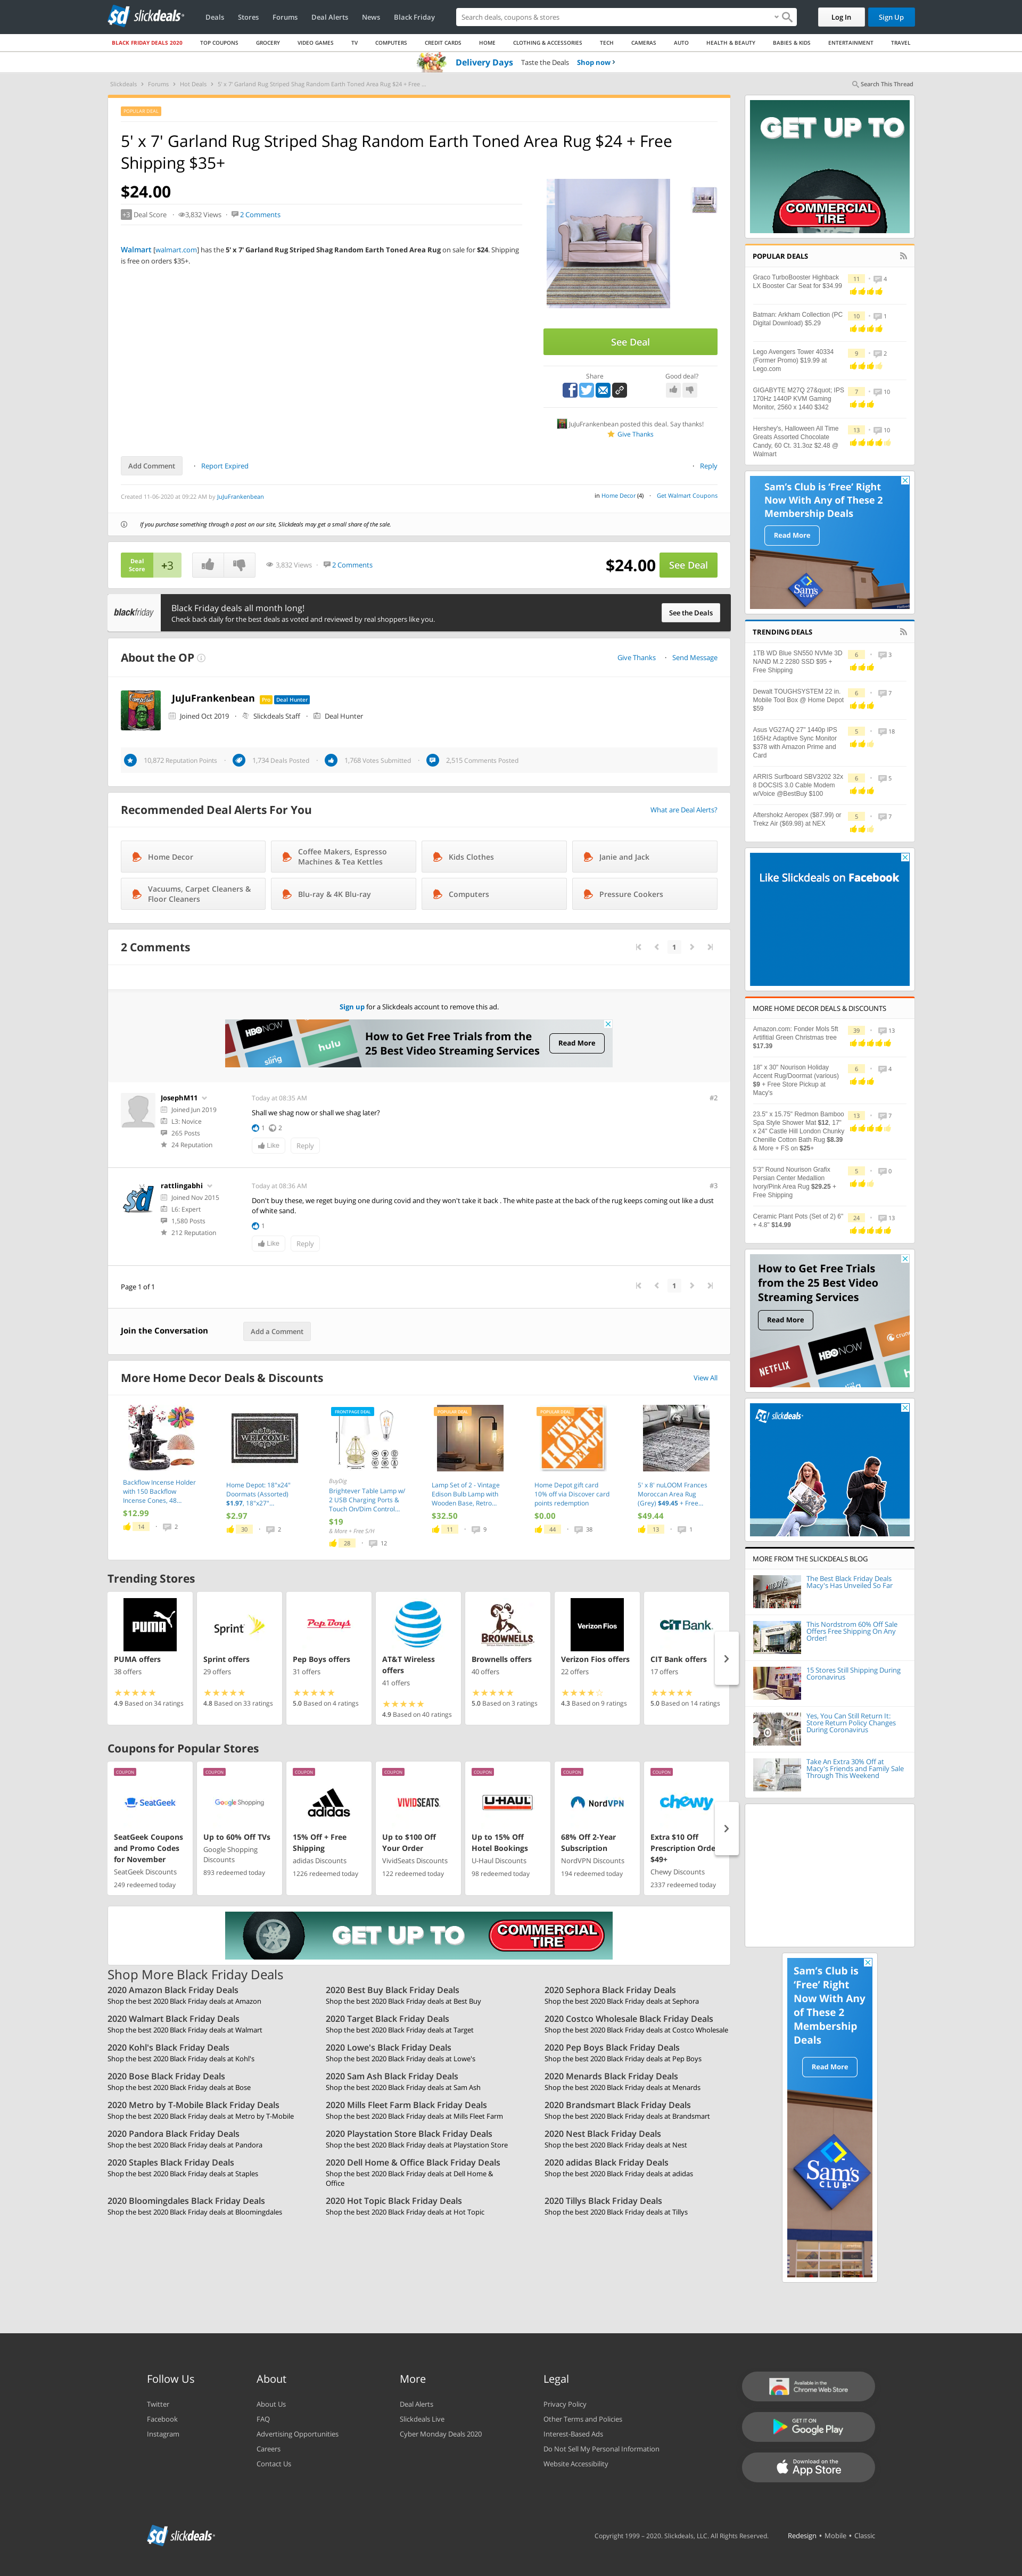 slickdeals
Deals Stores Forums Deal Alerts News Black Friday
Search deals, coupons & stores
Log In Sign Up
BLACK FRIDAY DEALS 2020 TOP COUPONS GROCERY VIDEO GAMES TV COMPUTERS CREDIT CARDS HOME CLOTHING & ACCESSORIES TECH CAMERAS AUTO HEALTH & BEAUTY BABIES & KIDS ENTERTAINMENT TRAVEL
Delivery Days Taste the Deals Shop now
Slickdeals Forums Hot Deals 5' x 7' Garland Rug Striped Shag Random Earth Toned Area Rug $24 + Free ...
Search This Thread
POPULAR DEAL
5' x 7' Garland Rug Striped Shag Random Earth Toned Area Rug $24 + Free
Shipping $35+
$24.00
+3 Deal Score 3,832 Views 2 Comments
Walmart [walmart.com] has the 5' x 7' Garland Rug Striped Shag Random Earth Toned Area Rug on sale for $24. Shipping
is free on orders $35+.
See Deal
Share Good deal?
JuJuFrankenbean posted this deal. Say thanks!
Give Thanks
Add Comment Report Expired Reply
Created 11-06-2020 at 09:22 AM by JuJuFrankenbean
in Home Decor (4) Get Walmart Coupons
If you purchase something through a post on our site, Slickdeals may get a small share of the sale.
Deal
Score
+3
3,832 Views 2 Comments
$24.00 See Deal
blackfriday
Black Friday deals all month long!
Check back daily for the best deals as voted and reviewed by real shoppers like you.
See the Deals
About the OP
Give Thanks Send Message
JuJuFrankenbean Pro Deal Hunter
Joined Oct 2019 Slickdeals Staff Deal Hunter
10,872 Reputation Points 1,734 Deals Posted 1,768 Votes Submitted 2,515 Comments Posted
Recommended Deal Alerts For You
What are Deal Alerts?
Home Decor
Coffee Makers, Espresso
Machines & Tea Kettles
Kids Clothes
Janie and Jack
Vacuums, Carpet Cleaners &
Floor Cleaners
Blu-ray & 4K Blu-ray
Computers
Pressure Cookers
2 Comments
1
Sign up for a Slickdeals account to remove this ad.
HBO NOW
sling
hulu
How to Get Free Trials from the
25 Best Video Streaming Services
Read More
JosephM11
Joined Jun 2019
L3: Novice
265 Posts
24 Reputation
Today at 08:35 AM
#2
Shall we shag now or shall we shag later?
1 2
Like Reply
rattlingabhi
Joined Nov 2015
L6: Expert
1,580 Posts
212 Reputation
Today at 08:36 AM
#3
Don't buy these, we reget buying one during covid and they won't take it back . The white paste at the back of the rug keeps coming out like a dust
of white sand.
1
Like Reply
Page 1 of 1
1
Join the Conversation Add a Comment
More Home Decor Deals & Discounts
View All
Backflow Incense Holder
with 150 Backflow
Incense Cones, 48...
$12.99
14 2
WELCOME
Home Depot: 18"x24"
Doormats (Assorted)
$1.97, 18"x27"...
$2.97
30 2
FRONTPAGE DEAL
BuyDig
Brightever Table Lamp w/
2 USB Charging Ports &
Touch On/Dim Control...
$19
& More + Free S/H
28 12
POPULAR DEAL
Lamp Set of 2 - Vintage
Edison Bulb Lamp with
Wooden Base, Retro...
$32.50
11 9
POPULAR DEAL
THE HOME DEPOT
Home Depot gift card
10% off via Discover card
points redemption
$0.00
44 38
5' x 8' nuLOOM Frances
Moroccan Area Rug
(Grey) $49.45 + Free...
$49.44
13 1
Trending Stores
PUMA
PUMA offers
38 offers
4.9 Based on 34 ratings
Sprint
Sprint offers
29 offers
4.8 Based on 33 ratings
Pep Boys
Pep Boys offers
31 offers
5.0 Based on 4 ratings
AT&T Wireless
offers
41 offers
4.9 Based on 40 ratings
BROWNELLS
Brownells offers
40 offers
5.0 Based on 3 ratings
Verizon Fios
Verizon Fios offers
22 offers
4.3 Based on 9 ratings
CIT Bank
CIT Bank offers
17 offers
5.0 Based on 14 ratings
Coupons for Popular Stores
COUPON
SeatGeek
SeatGeek Coupons
and Promo Codes
for November
SeatGeek Discounts
249 redeemed today
COUPON
Google Shopping
Up to 60% Off TVs
Google Shopping
Discounts
893 redeemed today
COUPON
adidas
15% Off + Free
Shipping
adidas Discounts
1226 redeemed today
COUPON
VIVIDSEATS
Up to $100 Off
Your Order
VividSeats Discounts
122 redeemed today
COUPON
U-HAUL
Up to 15% Off
Hotel Bookings
U-Haul Discounts
98 redeemed today
COUPON
NordVPN
68% Off 2-Year
Subscription
NordVPN Discounts
194 redeemed today
COUPON
chewy
Extra $10 Off
Prescription Orde
$49+
Chewy Discounts
2337 redeemed today
GET UP TO COMMERCIAL TIRE
Shop More Black Friday Deals
2020 Amazon Black Friday Deals
Shop the best 2020 Black Friday deals at Amazon
2020 Best Buy Black Friday Deals
Shop the best 2020 Black Friday deals at Best Buy
2020 Sephora Black Friday Deals
Shop the best 2020 Black Friday deals at Sephora
2020 Walmart Black Friday Deals
Shop the best 2020 Black Friday deals at Walmart
2020 Target Black Friday Deals
Shop the best 2020 Black Friday deals at Target
2020 Costco Wholesale Black Friday Deals
Shop the best 2020 Black Friday deals at Costco Wholesale
2020 Kohl's Black Friday Deals
Shop the best 2020 Black Friday deals at Kohl's
2020 Lowe's Black Friday Deals
Shop the best 2020 Black Friday deals at Lowe's
2020 Pep Boys Black Friday Deals
Shop the best 2020 Black Friday deals at Pep Boys
2020 Bose Black Friday Deals
Shop the best 2020 Black Friday deals at Bose
2020 Sam Ash Black Friday Deals
Shop the best 2020 Black Friday deals at Sam Ash
2020 Menards Black Friday Deals
Shop the best 2020 Black Friday deals at Menards
2020 Metro by T-Mobile Black Friday Deals
Shop the best 2020 Black Friday deals at Metro by T-Mobile
2020 Mills Fleet Farm Black Friday Deals
Shop the best 2020 Black Friday deals at Mills Fleet Farm
2020 Brandsmart Black Friday Deals
Shop the best 2020 Black Friday deals at Brandsmart
2020 Pandora Black Friday Deals
Shop the best 2020 Black Friday deals at Pandora
2020 Playstation Store Black Friday Deals
Shop the best 2020 Black Friday deals at Playstation Store
2020 Nest Black Friday Deals
Shop the best 2020 Black Friday deals at Nest
2020 Staples Black Friday Deals
Shop the best 2020 Black Friday deals at Staples
2020 Dell Home & Office Black Friday Deals
Shop the best 2020 Black Friday deals at Dell Home &
Office
2020 adidas Black Friday Deals
Shop the best 2020 Black Friday deals at adidas
2020 Bloomingdales Black Friday Deals
Shop the best 2020 Black Friday deals at Bloomingdales
2020 Hot Topic Black Friday Deals
Shop the best 2020 Black Friday deals at Hot Topic
2020 Tillys Black Friday Deals
Shop the best 2020 Black Friday deals at Tillys
GET UP TO
COMMERCIAL
TIRE
POPULAR DEALS
Graco TurboBooster Highback
LX Booster Car Seat for $34.99
11 4
Batman: Arkham Collection (PC
Digital Download) $5.29
10 1
Lego Avengers Tower 40334
(Former Promo) $19.99 at
Lego.com
9 2
GIGABYTE M27Q 27&quot; IPS
170Hz 1440P KVM Gaming
Monitor, 2560 x 1440 $342
7 10
Hershey's, Halloween All Time
Greats Assorted Chocolate
Candy, 60 Ct. 31.3oz $2.48 @
Walmart
13 10
Sam's Club is 'Free' Right
Now With Any of These 2
Membership Deals
Read More
Sam's
CLUB
TRENDING DEALS
1TB WD Blue SN550 NVMe 3D
NAND M.2 2280 SSD $95 +
Free Shipping
6 3
Dewalt TOUGHSYSTEM 22 in.
Mobile Tool Box @ Home Depot
$59
6 7
Asus VG27AQ 27" 1440p IPS
165Hz Adaptive Sync Monitor
$378 with Amazon Prime and
Card
5 18
ARRIS Surfboard SBV3202 32x
8 DOCSIS 3.0 Cable Modem
w/Voice @BestBuy $100
6 5
Aftershokz Aeropex ($87.99) or
Trekz Air ($69.98) at NEX
5 7
Like Slickdeals on Facebook
MORE HOME DECOR DEALS & DISCOUNTS
Amazon.com: Fonder Mols 5ft
Artifitial Green Christmas tree
$17.39
39 13
18" x 30" Nourison Holiday
Accent Rug/Doormat (various)
$9 + Free Store Pickup at
Macy's
6 4
23.5" x 15.75" Redmon Bamboo
Spa Style Shower Mat $12, 17"
x 24" Castle Hill London Chunky
Chenille Cotton Bath Rug $8.39
& More + FS on $25+
13 7
5'3" Round Nourison Grafix
Persian Center Medallion
Ivory/Pink Area Rug $29.25 +
Free Shipping
5 0
Ceramic Plant Pots (Set of 2) 6"
+ 4.8" $14.99
24 13
How to Get Free Trials
from the 25 Best Video
Streaming Services
Read More
NETFLIX
HBO NOW
slickdeals
MORE FROM THE SLICKDEALS BLOG
The Best Black Friday Deals
Macy's Has Unveiled So Far
This Nordstrom 60% Off Sale
Offers Free Shipping On Any
Order!
15 Stores Still Shipping During
Coronavirus
Yes, You Can Still Return It:
Store Return Policy Changes
During Coronavirus
Take An Extra 30% Off at
Macy's Friends and Family Sale
Through This Weekend
Sam's Club is
'Free' Right
Now With Any
of These 2
Membership
Deals
Read More
Sam's
CLUB
Follow Us
Twitter
Facebook
Instagram
About
About Us
FAQ
Advertising Opportunities
Careers
Contact Us
More
Deal Alerts
Slickdeals Live
Cyber Monday Deals 2020
Legal
Privacy Policy
Other Terms and Policies
Interest-Based Ads
Do Not Sell My Personal Information
Website Accessibility
Available in the
Chrome Web Store
GET IT ON
Google Play
Download on the
App Store
slickdeals
Copyright 1999 – 2020. Slickdeals, LLC. All Rights Reserved. Redesign • Mobile • Classic